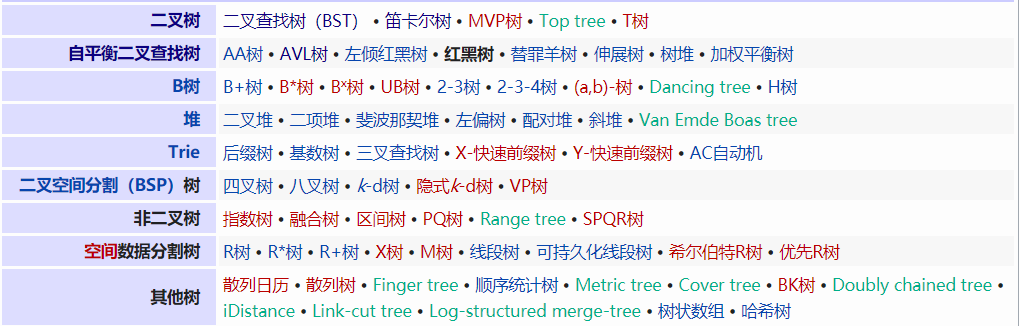 二叉树 二叉查找树（BST） • 笛卡尔树 • MVP树 • Top tree • T树
自平衡二叉查找树 AA树 • AVL树 • 左倾红黑树 • 红黑树 • 替罪羊树 • 伸展树 • 树堆 • 加权平衡树
B树 B+树 • B*树 • Bˣ树 • UB树 • 2-3树 • 2-3-4树 • (a,b)-树 • Dancing tree • H树
堆 二叉堆 • 二项堆 • 斐波那契堆 • 左偏树 • 配对堆 • 斜堆 • Van Emde Boas tree
Trie 后缀树 • 基数树 • 三叉查找树 • X-快速前缀树 • Y-快速前缀树 • AC自动机
二叉空间分割（BSP）树 四叉树 • 八叉树 • k-d树 • 隐式k-d树 • VP树
非二叉树 指数树 • 融合树 • 区间树 • PQ树 • Range tree • SPQR树
空间数据分割树 R树 • R*树 • R+树 • X树 • M树 • 线段树 • 可持久化线段树 • 希尔伯特R树 • 优先R树
其他树 散列日历 • 散列树 • Finger tree • 顺序统计树 • Metric tree • Cover tree • BK树 • Doubly chained tree •
iDistance • Link-cut tree • Log-structured merge-tree • 树状数组 • 哈希树